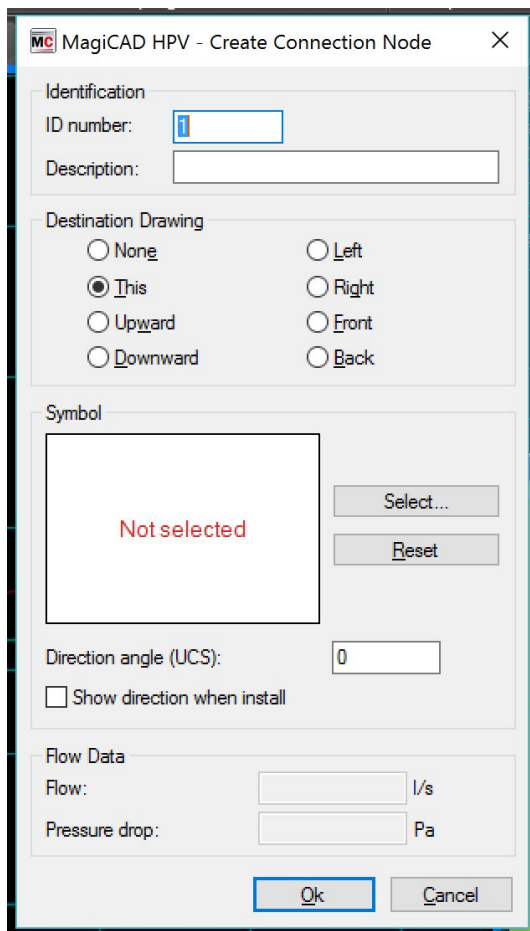 MC MagiCAD HPV - Create Connection Node
Identification
ID number: 1
Description:
Destination Drawing
None Left
This Right
Upward Front
Downward Back
Symbol
Not selected
Select...
Reset
Direction angle (UCS): 0
Show direction when install
Flow Data
Flow: l/s
Pressure drop: Pa
Ok Cancel